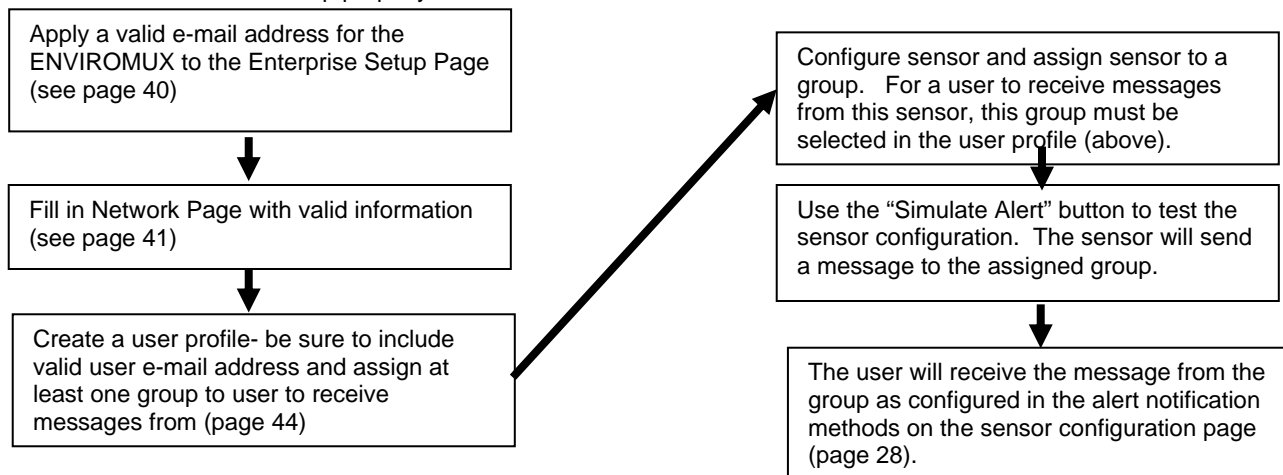 Apply a valid e-mail address for the
ENVIROMUX to the Enterprise Setup Page
(see page 40)
Fill in Network Page with valid information
(see page 41)
Create a user profile- be sure to include
valid user e-mail address and assign at
least one group to user to receive
messages from (page 44)
Configure sensor and assign sensor to a
group. For a user to receive messages
from this sensor, this group must be
selected in the user profile (above).
Use the “Simulate Alert” button to test the
sensor configuration. The sensor will send
a message to the assigned group.
The user will receive the message from the
group as configured in the alert notification
methods on the sensor configuration page
(page 28).